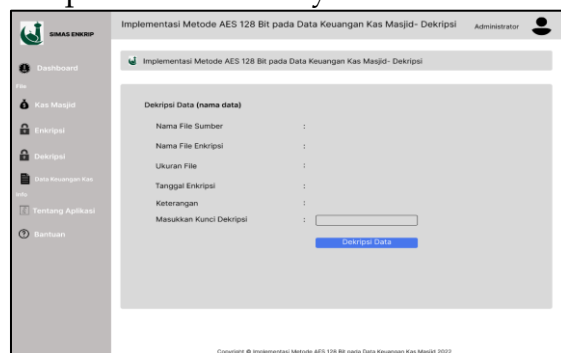 SIMAS ENKRIP
Implementasi Metode AES 128 Bit pada Data Keuangan Kas Masjid- Dekripsi
Administrator
Implementasi Metode AES 128 Bit pada Data Keuangan Kas Masjid- Dekripsi
Dashboard
File
Kas Masjid
Enkripsi
Dekripsi
Data Keuangan Kas
Info
Tentang Aplikasi
Bantuan
Dekripsi Data (nama data)
Nama File Sumber :
Nama File Enkripsi :
Ukuran File :
Tanggal Enkripsi :
Keterangan :
Masukkan Kunci Dekripsi :
Dekripsi Data
Copyright © Implementasi Metode AES 128 Bit pada Data Keuangan Kas Masjid 2022